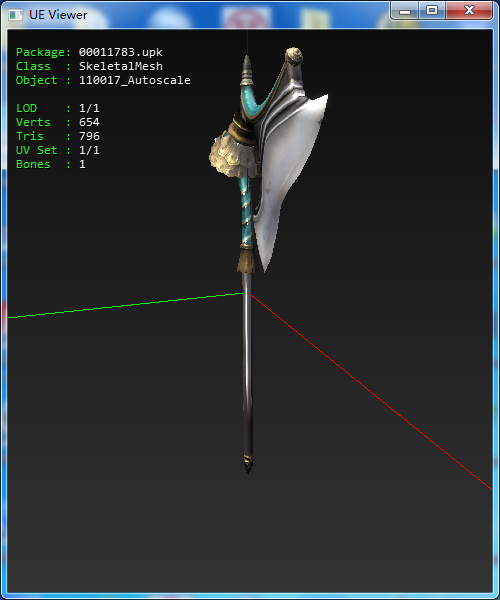 UE Viewer
Package: 00011783.upk
Class  : SkeletalMesh
Object : 110017_Autoscale
LOD    : 1/1
Verts  : 654
Tris   : 796
UV Set : 1/1
Bones  : 1